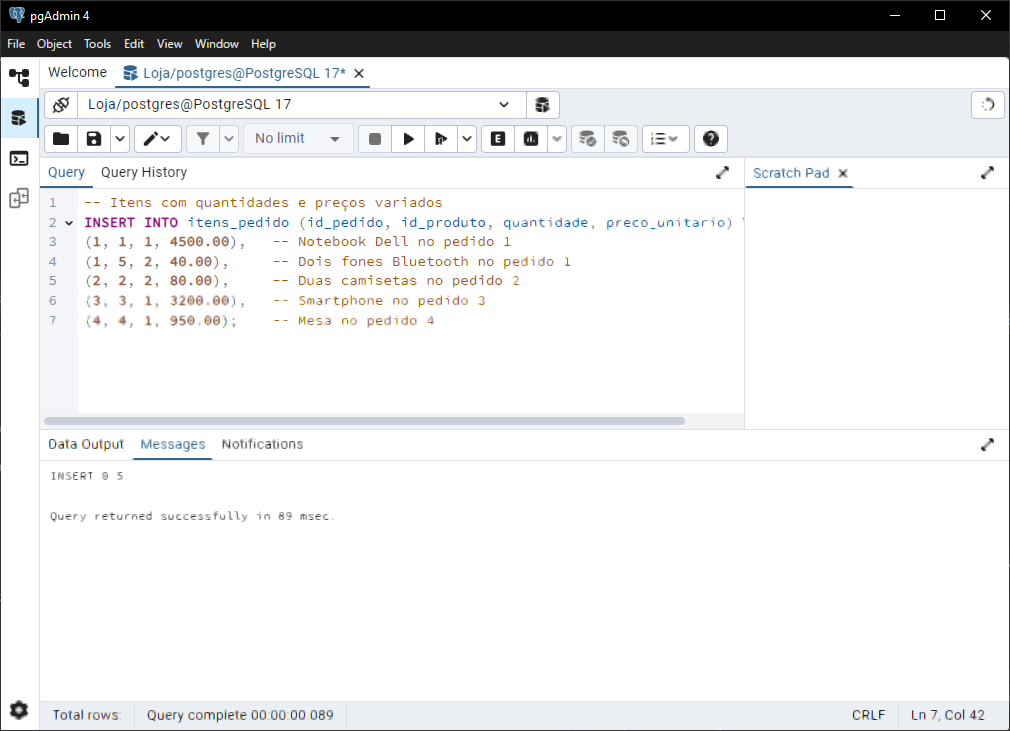 pgAdmin 4
File Object Tools Edit View Window Help
Welcome Loja/postgres@PostgreSQL 17*
Loja/postgres@PostgreSQL 17
No limit
E
Query Query History
Scratch Pad
1 -- Itens com quantidades e preços variados
2 INSERT INTO itens_pedido (id_pedido, id_produto, quantidade, preco_unitario)
3 (1, 1, 1, 4500.00), -- Notebook Dell no pedido 1
4 (1, 5, 2, 40.00), -- Dois fones Bluetooth no pedido 1
5 (2, 2, 2, 80.00), -- Duas camisetas no pedido 2
6 (3, 3, 1, 3200.00), -- Smartphone no pedido 3
7 (4, 4, 1, 950.00); -- Mesa no pedido 4
Data Output Messages Notifications
INSERT 0 5
Query returned successfully in 89 msec.
Total rows: Query complete 00:00:00.089 CRLF Ln 7, Col 42